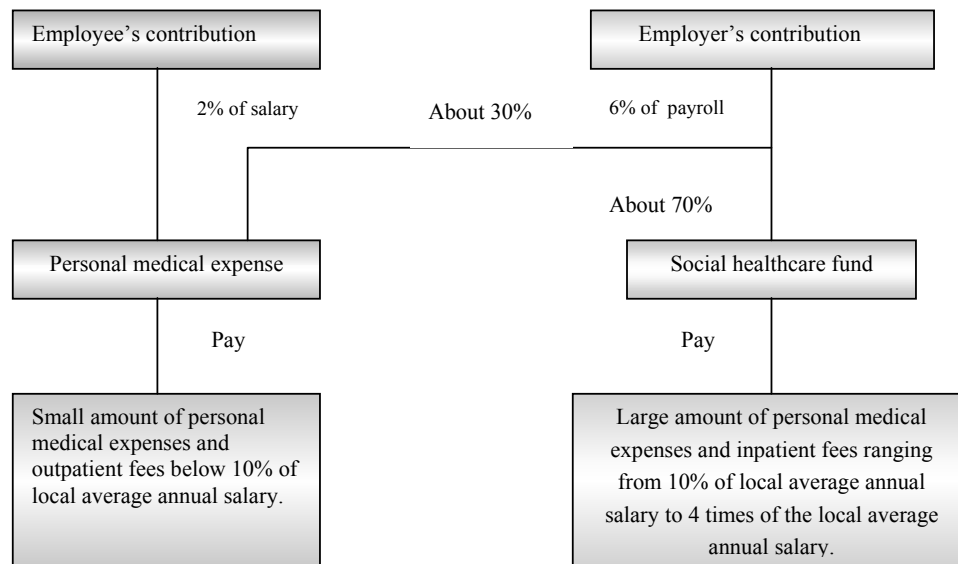 Employee’s contribution
Employer’s contribution
2% of salary
About 30%
6% of payroll
About 70%
Personal medical expense
Social healthcare fund
Pay
Pay
Small amount of personal
medical expenses and
outpatient fees below 10% of
local average annual salary.
Large amount of personal medical
expenses and inpatient fees ranging
from 10% of local average annual
salary to 4 times of the local average
annual salary.